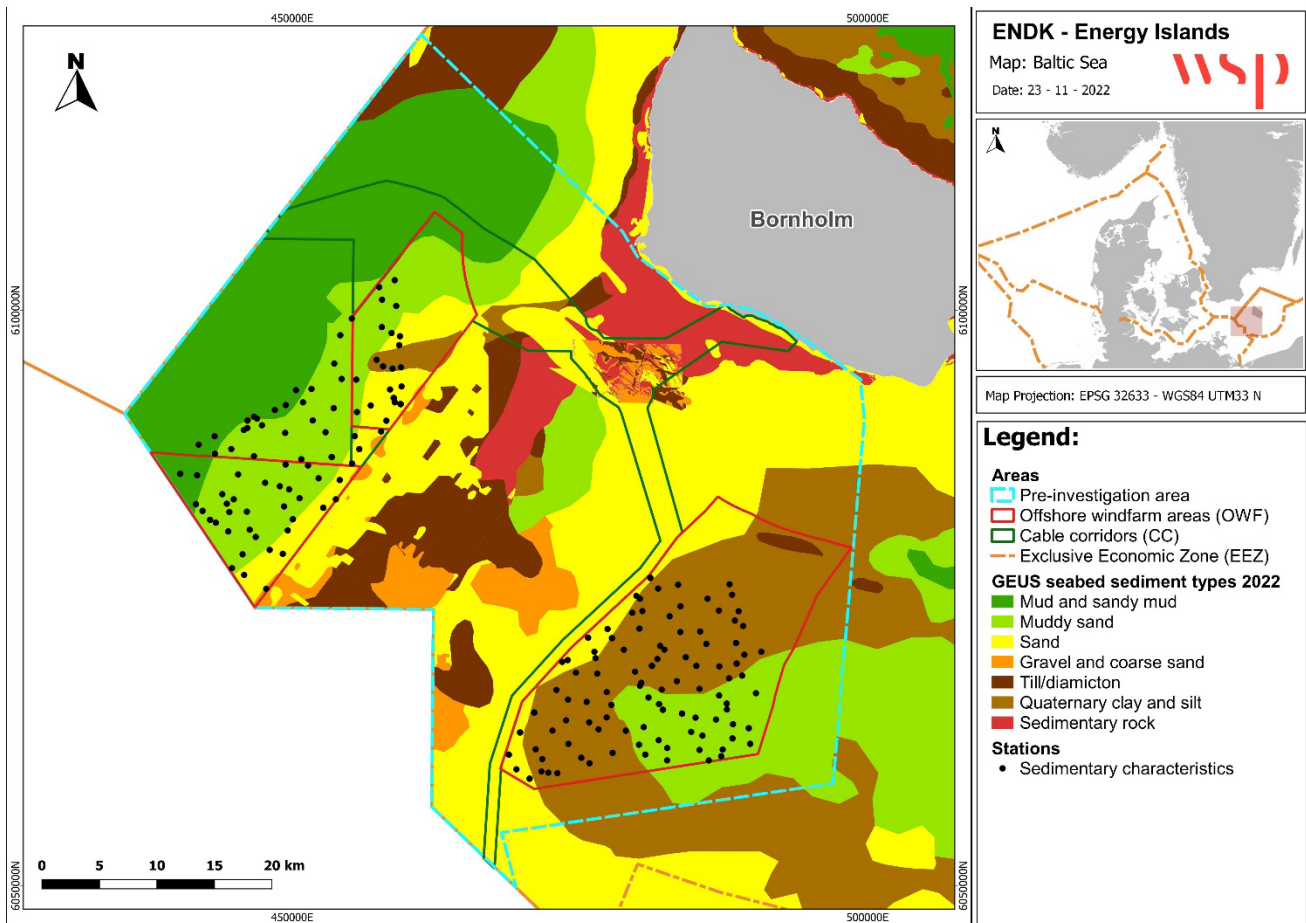 450000E
500000E
N
Bornholm
6100000N
6100000N
6050000N
6050000N
0 5 10 15 20 km
450000E
500000E
ENDK - Energy Islands
Map: Baltic Sea
Date: 23 - 11 - 2022
wsp
N
Map Projection: EPSG 32633 - WGS84 UTM33 N
Legend:
Areas
Pre-investigation area
Offshore windfarm areas (OWF)
Cable corridors (CC)
Exclusive Economic Zone (EEZ)
GEUS seabed sediment types 2022
Mud and sandy mud
Muddy sand
Sand
Gravel and coarse sand
Till/diamicton
Quaternary clay and silt
Sedimentary rock
Stations
Sedimentary characteristics